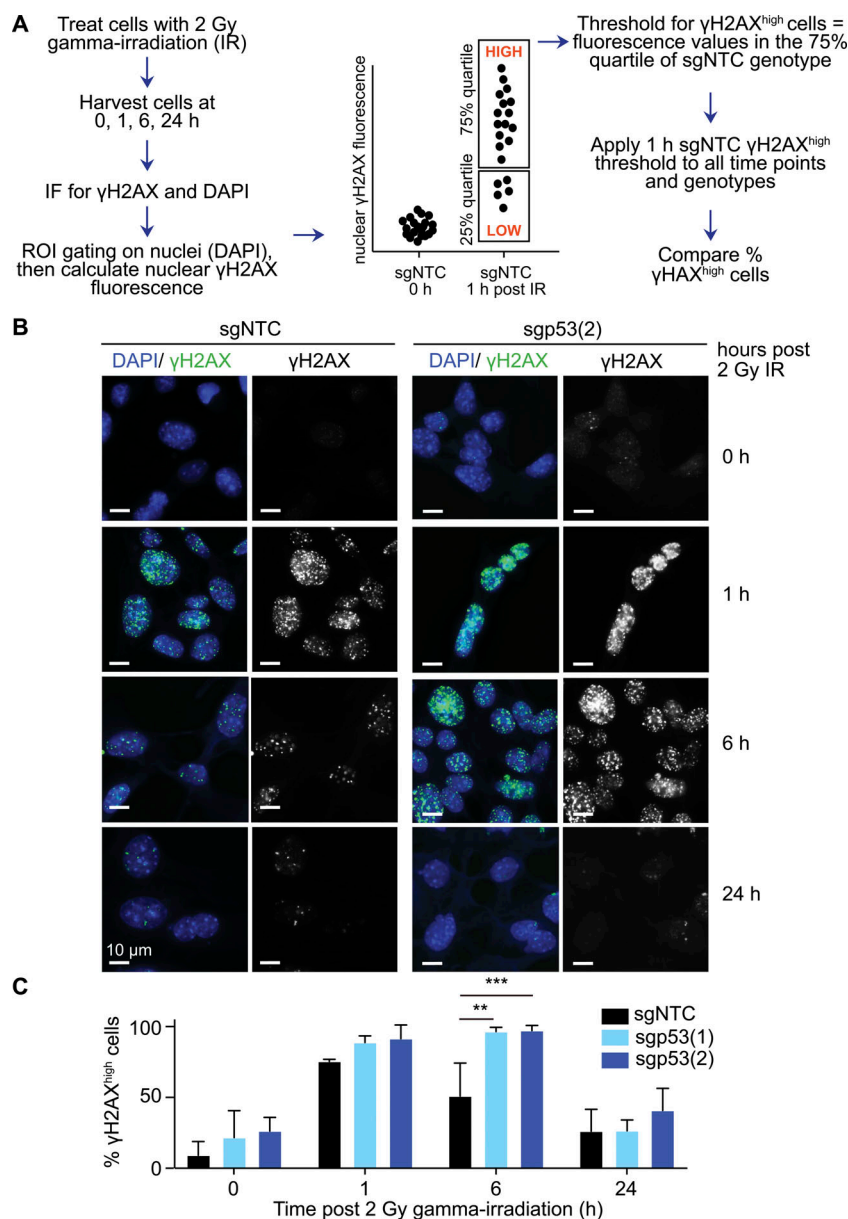 A
Treat cells with 2 Gy
gamma-irradiation (IR)
Harvest cells at
0, 1, 6, 24 h
IF for γH2AX and DAPI
ROI gating on nuclei (DAPI),
then calculate nuclear γH2AX
fluorescence
nuclear γH2AX fluorescence
75% quartile
25% quartile
HIGH
LOW
sgNTC
0 h
sgNTC
1 h post IR
Threshold for γH2AXhigh cells =
fluorescence values in the 75%
quartile of sgNTC genotype
Apply 1 h sgNTC γH2AXhigh
threshold to all time points
and genotypes
Compare %
γHAXhigh cells
B
sgNTC
sgp53(2)
DAPI/ γH2AX
γH2AX
DAPI/ γH2AX
γH2AX
hours post
2 Gy IR
0 h
1 h
6 h
24 h
10 µm
C
% γH2AXhigh cells
100
50
0
***
**
sgNTC
sgp53(1)
sgp53(2)
0 1 6 24
Time post 2 Gy gamma-irradiation (h)